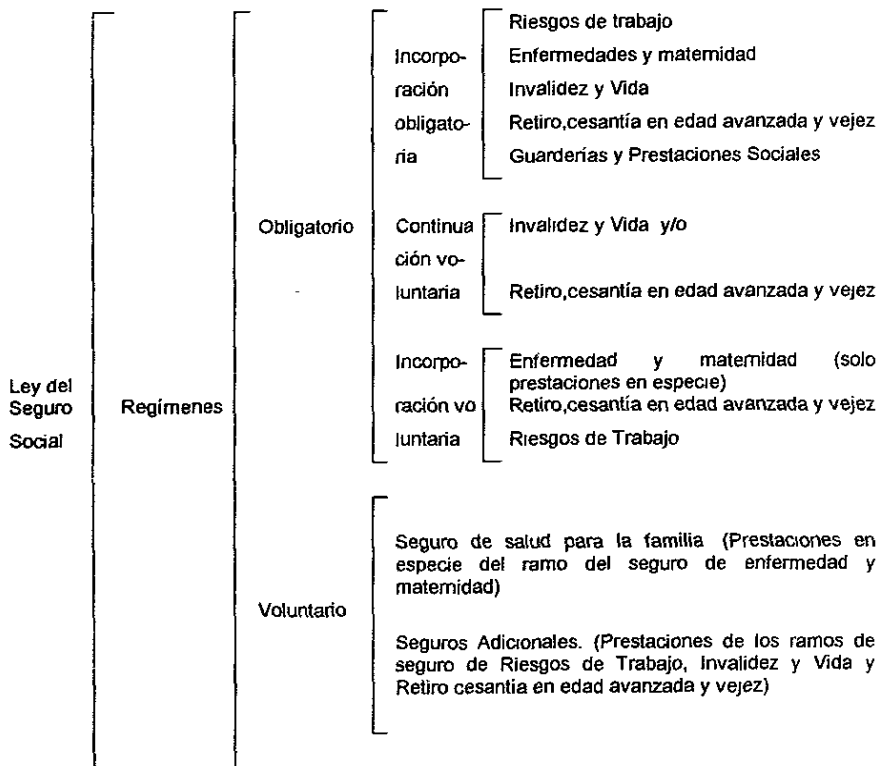 Ley del
Seguro
Social
Regímenes
Obligatorio
Incorpo-
ración
obligato-
ria
Riesgos de trabajo
Enfermedades y maternidad
Invalidez y Vida
Retiro,cesantía en edad avanzada y vejez
Guarderías y Prestaciones Sociales
Continua
ción vo-
luntaria
Invalidez y Vida y/o
Retiro,cesantía en edad avanzada y vejez
Incorpo-
ración vo
luntaria
Enfermedad y maternidad (solo
prestaciones en especie)
Retiro,cesantía en edad avanzada y vejez
Riesgos de Trabajo
Voluntario
Seguro de salud para la familia (Prestaciones en
especie del ramo del seguro de enfermedad y
maternidad)
Seguros Adicionales. (Prestaciones de los ramos de
seguro de Riesgos de Trabajo, Invalidez y Vida y
Retiro cesantia en edad avanzada y vejez)